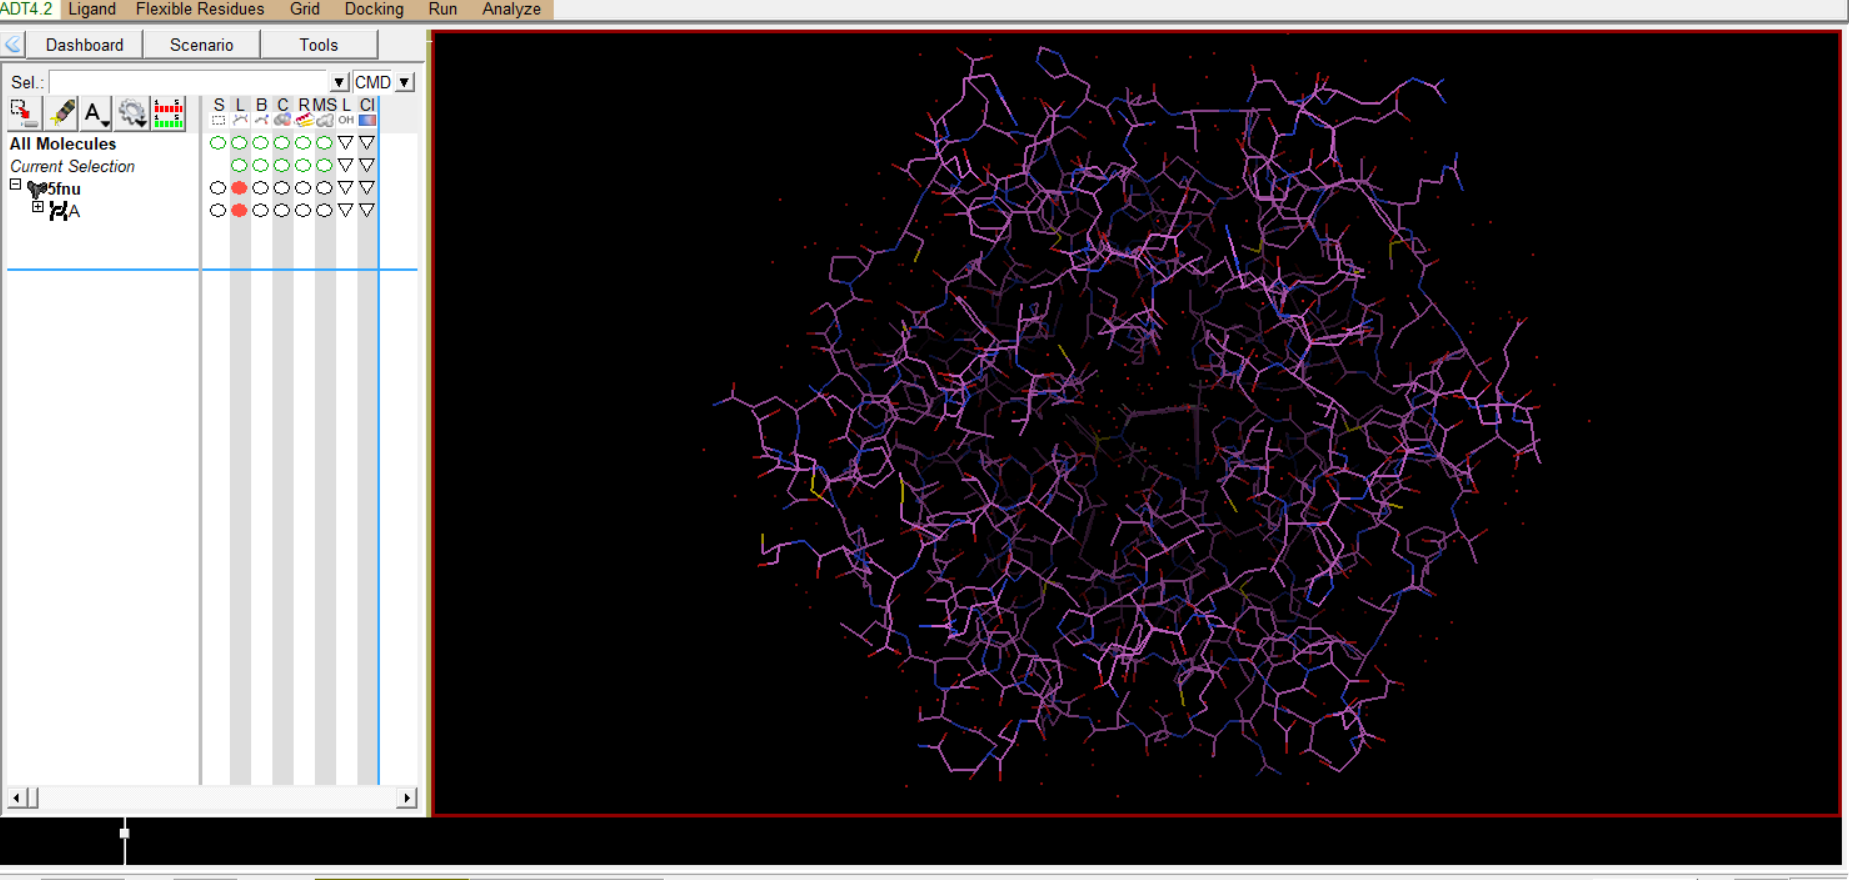 ADT4.2 Ligand Flexible Residues Grid Docking Run Analyze
Dashboard Scenario Tools
Sel.: CMD
A S L B C R MS L Cl
OH
All Molecules
Current Selection
5fnu
A